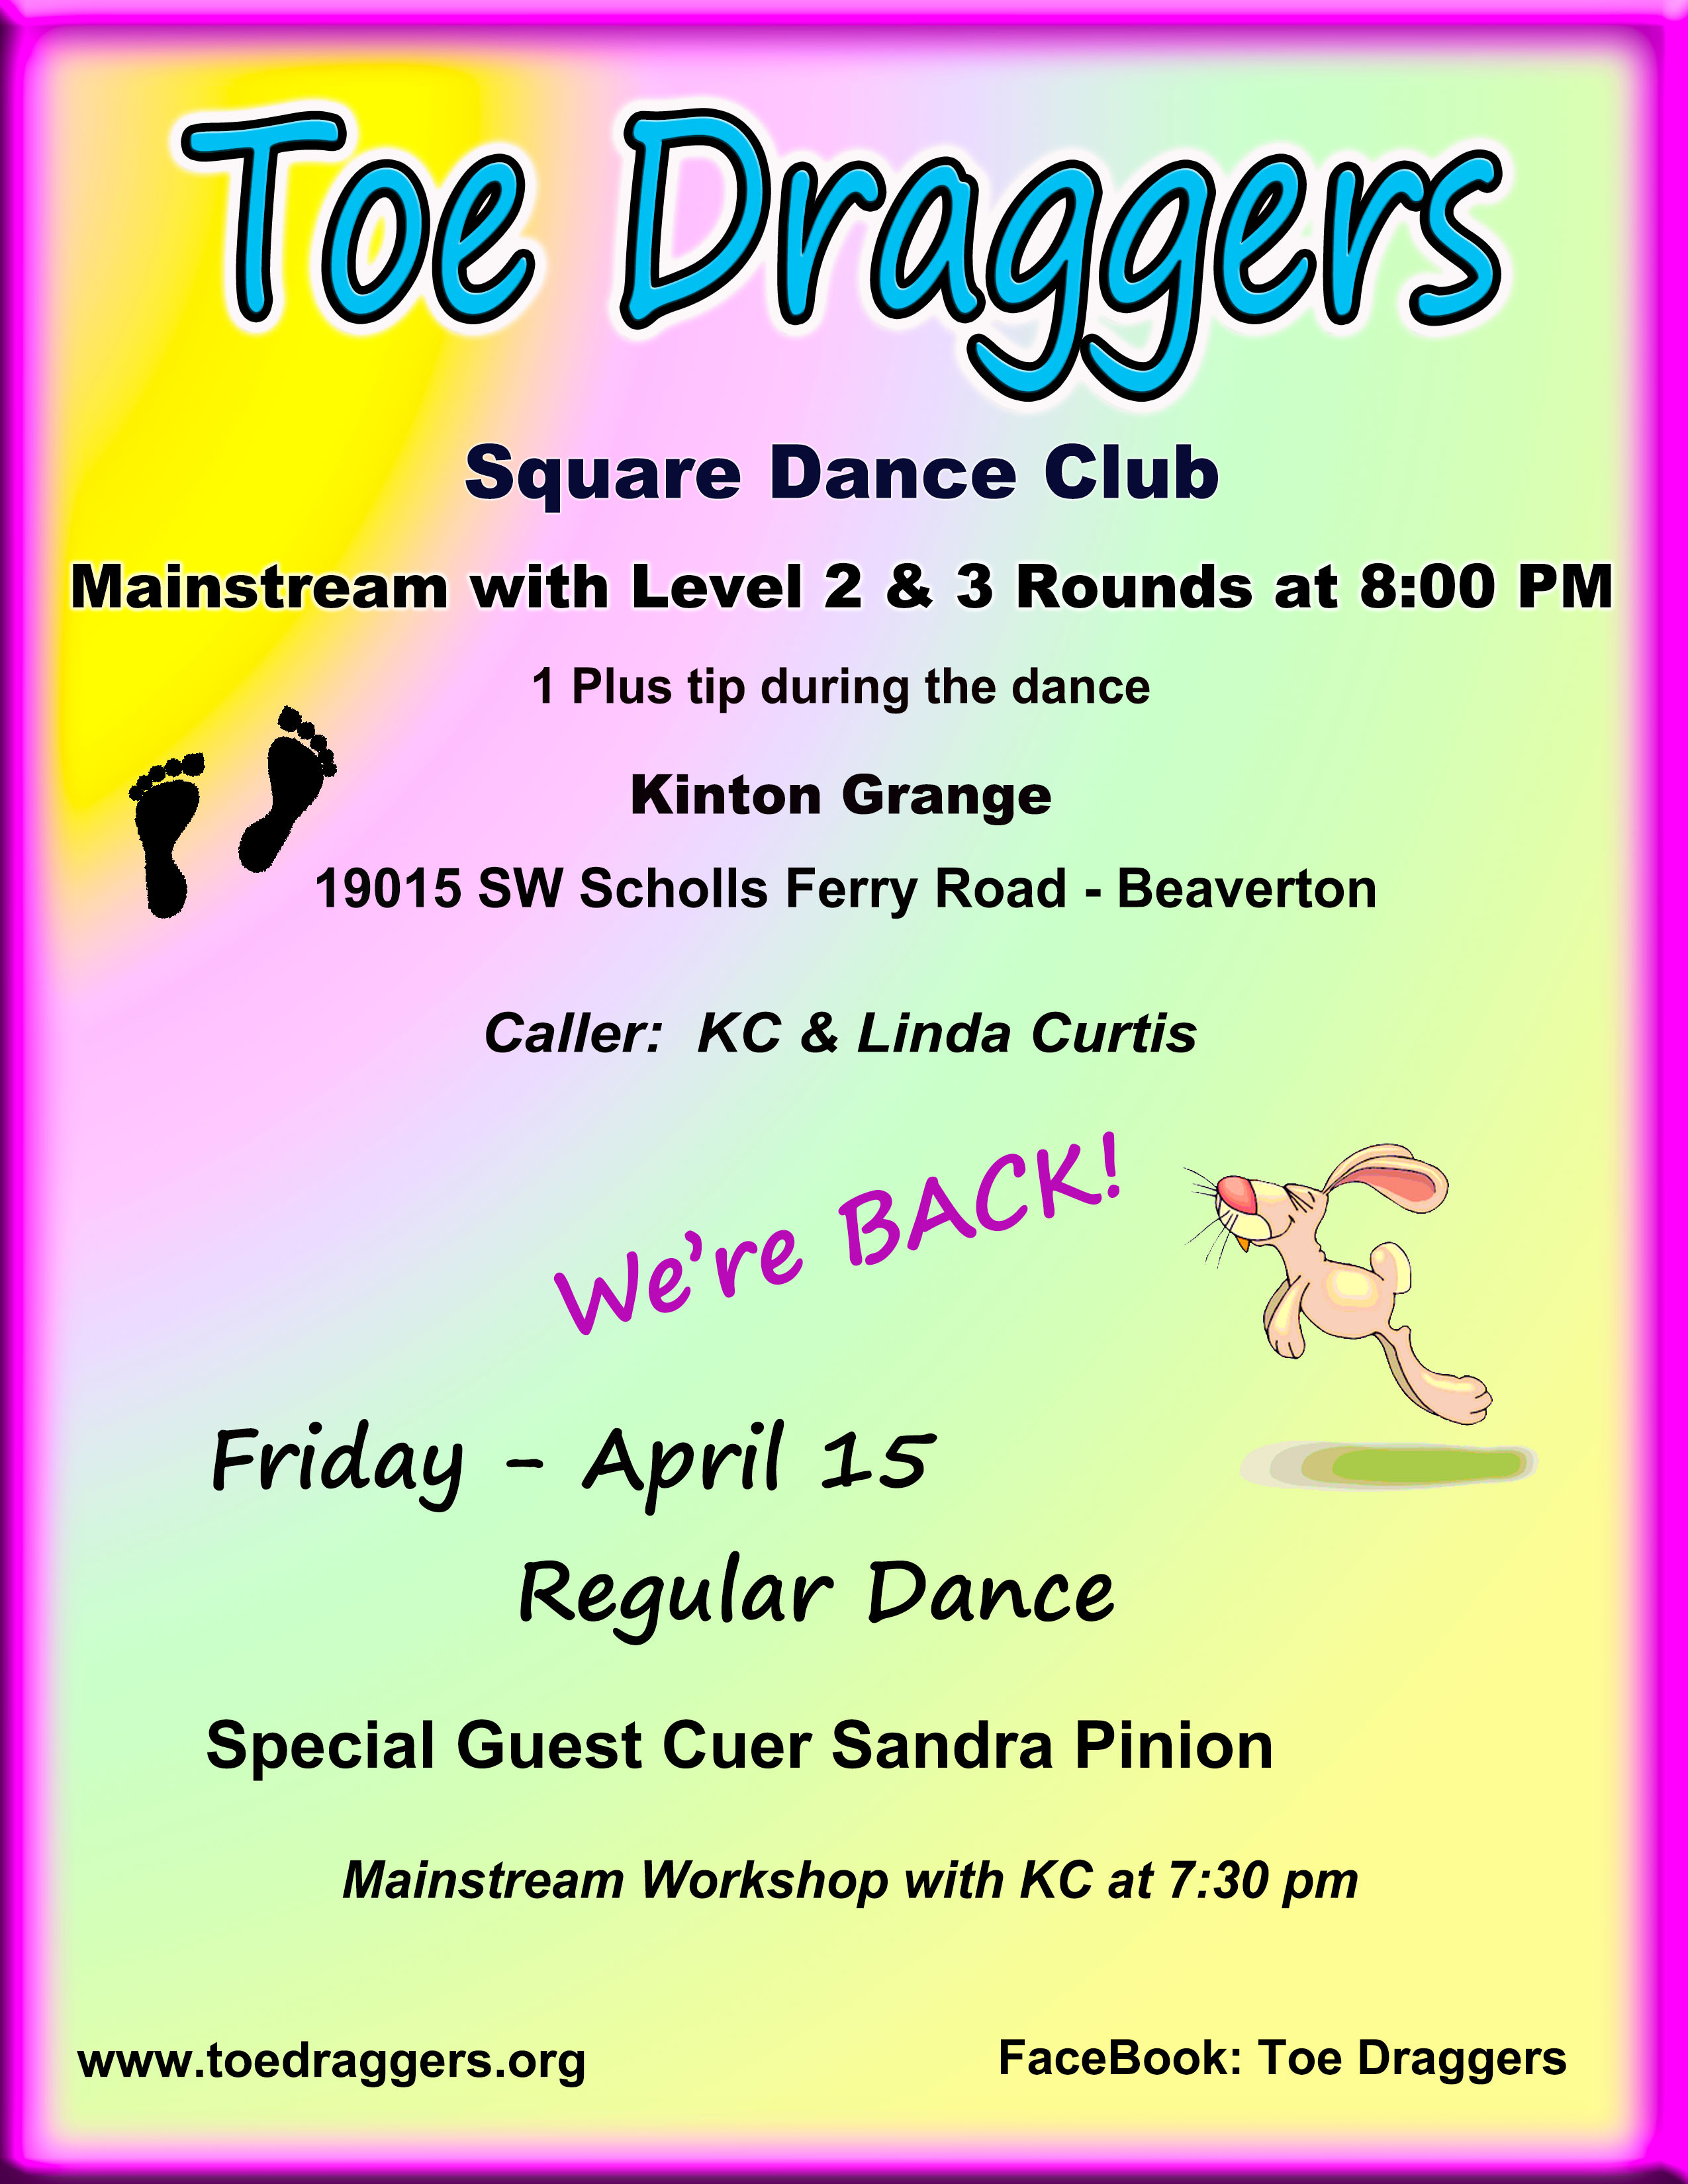 Toe Draggers
Square Dance Club
Mainstream with Level 2 & 3 Rounds at 8:00 PM
1 Plus tip during the dance
Kinton Grange
19015 SW Scholls Ferry Road - Beaverton
Caller: KC & Linda Curtis
We're BACK!
Friday - April 15
Regular Dance
Special Guest Cuer Sandra Pinion
Mainstream Workshop with KC at 7:30 pm
www.toedraggers.org
FaceBook: Toe Draggers